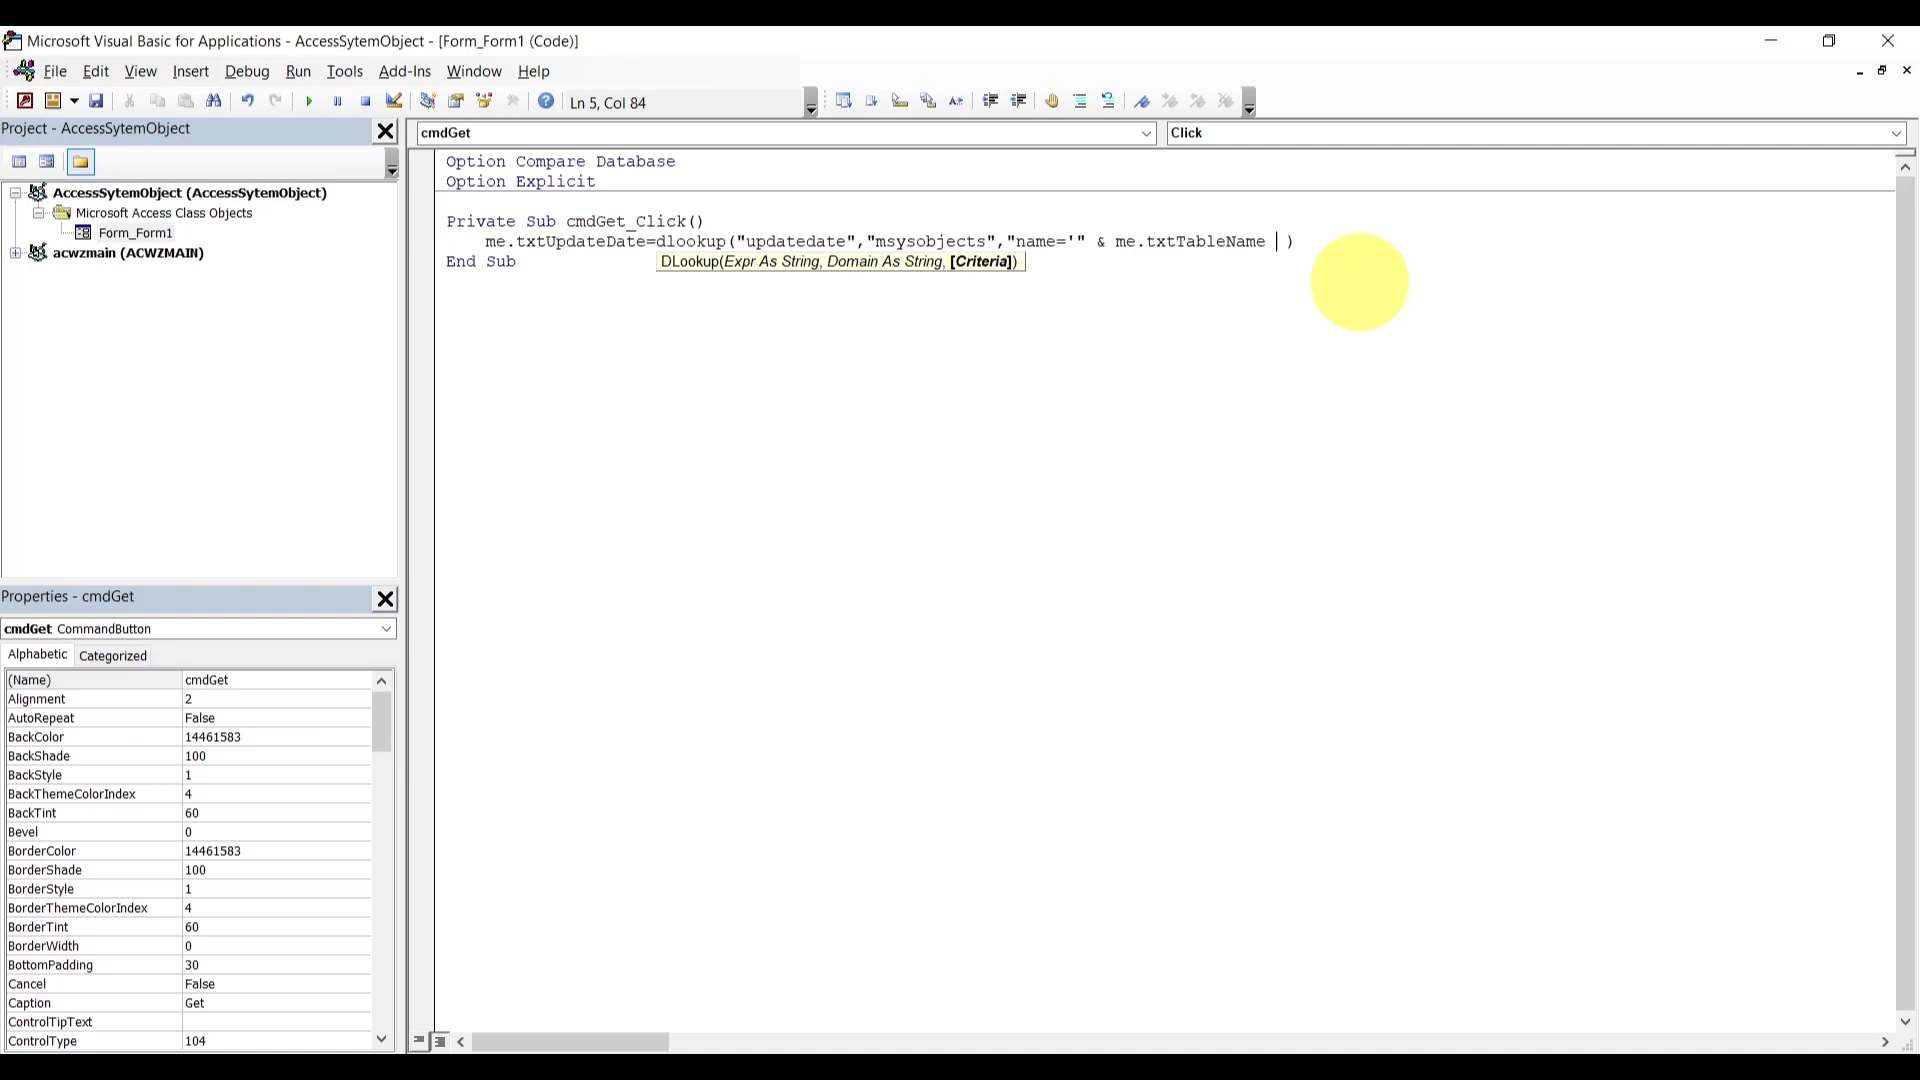 Microsoft Visual Basic for Applications - AccessSytemObject - [Form_Form1 (Code)]
File Edit View Insert Debug Run Tools Add-Ins Window Help
Ln 5, Col 84
Project - AccessSytemObject
AccessSytemObject (AccessSytemObject)
Microsoft Access Class Objects
Form_Form1
acwzmain (ACWZMAIN)
cmdGet Click
Option Compare Database
Option Explicit
Private Sub cmdGet_Click()
me.txtUpdateDate=dlookup("updatedate","msysobjects","name='" & me.txtTableName )
End Sub
DLookup(Expr As String, Domain As String, [Criteria])
Properties - cmdGet
cmdGet CommandButton
Alphabetic Categorized
(Name) cmdGet
Alignment 2
AutoRepeat False
BackColor 14461583
BackShade 100
BackStyle 1
BackThemeColorIndex 4
BackTint 60
Bevel 0
BorderColor 14461583
BorderShade 100
BorderStyle 1
BorderThemeColorIndex 4
BorderTint 60
BorderWidth 0
BottomPadding 30
Cancel False
Caption Get
ControlTipText
ControlType 104